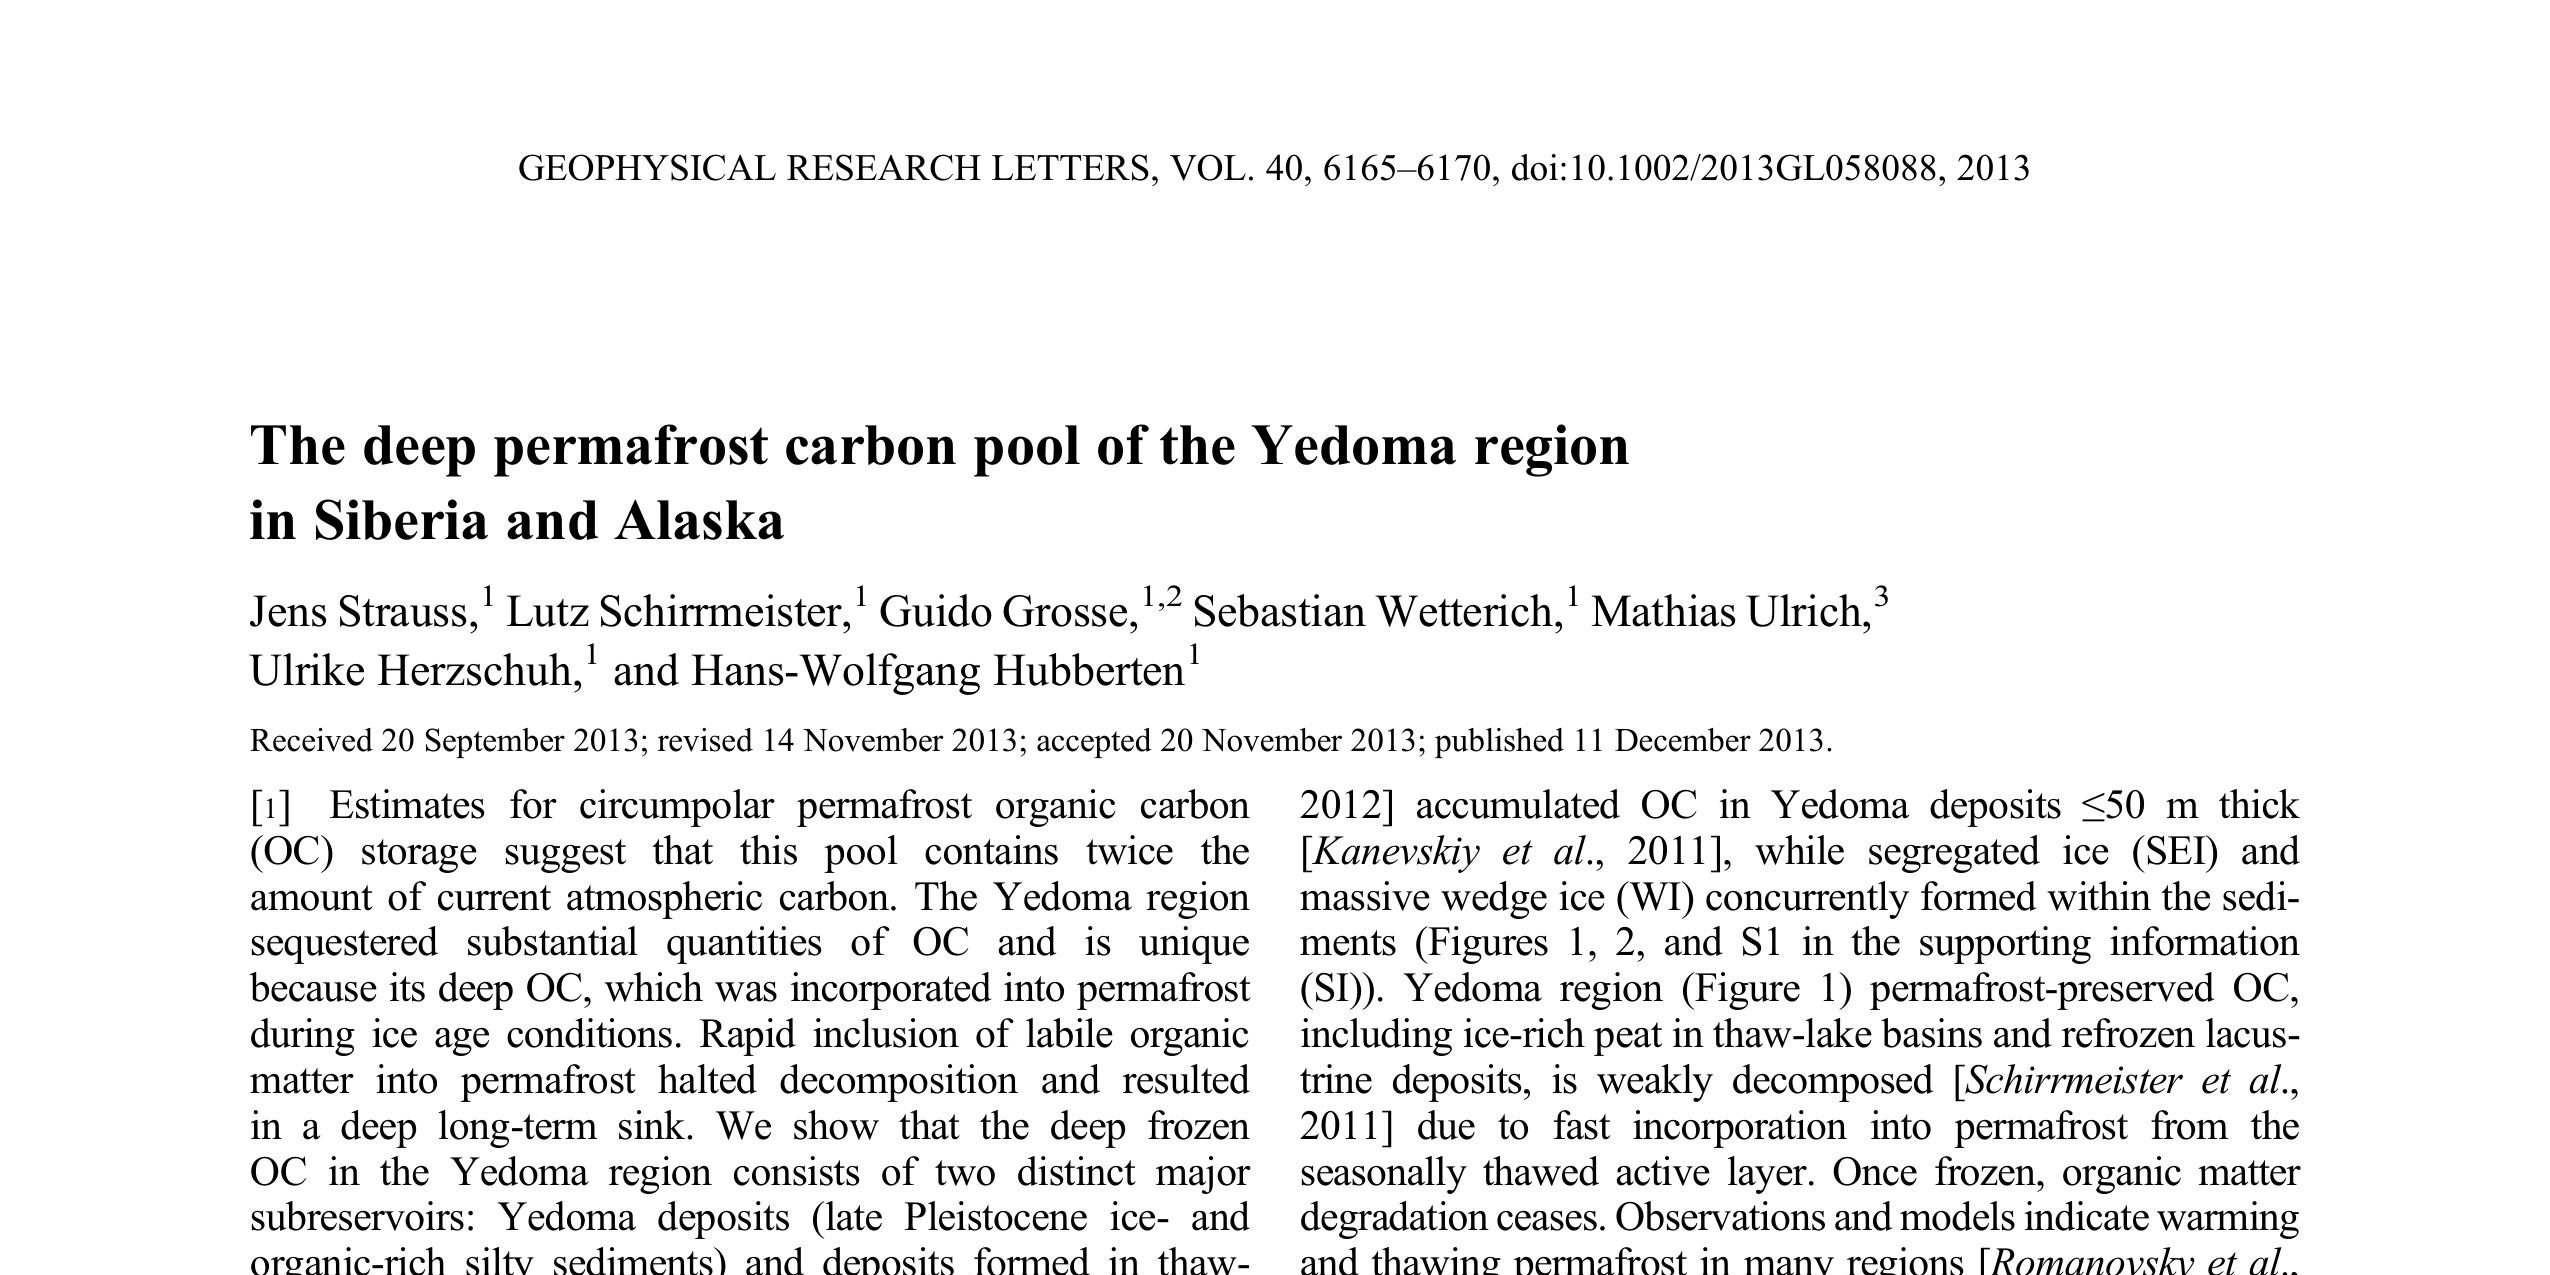 GEOPHYSICAL RESEARCH LETTERS, VOL. 40, 6165–6170, doi:10.1002/2013GL058088, 2013
The deep permafrost carbon pool of the Yedoma region
in Siberia and Alaska
Jens Strauss,1 Lutz Schirrmeister,1 Guido Grosse,1,2 Sebastian Wetterich,1 Mathias Ulrich,3
Ulrike Herzschuh,1 and Hans-Wolfgang Hubberten1
Received 20 September 2013; revised 14 November 2013; accepted 20 November 2013; published 11 December 2013.
[1] Estimates for circumpolar permafrost organic carbon
(OC) storage suggest that this pool contains twice the
amount of current atmospheric carbon. The Yedoma region
sequestered substantial quantities of OC and is unique
because its deep OC, which was incorporated into permafrost
during ice age conditions. Rapid inclusion of labile organic
matter into permafrost halted decomposition and resulted
in a deep long-term sink. We show that the deep frozen
OC in the Yedoma region consists of two distinct major
subreservoirs: Yedoma deposits (late Pleistocene ice- and
organic-rich silty sediments) and deposits formed in thaw-
2012] accumulated OC in Yedoma deposits ≤50 m thick
[Kanevskiy et al., 2011], while segregated ice (SEI) and
massive wedge ice (WI) concurrently formed within the sedi-
ments (Figures 1, 2, and S1 in the supporting information
(SI)). Yedoma region (Figure 1) permafrost-preserved OC,
including ice-rich peat in thaw-lake basins and refrozen lacus-
trine deposits, is weakly decomposed [Schirrmeister et al.,
2011] due to fast incorporation into permafrost from the
seasonally thawed active layer. Once frozen, organic matter
degradation ceases. Observations and models indicate warming
and thawing permafrost in many regions [Romanovsky et al.,